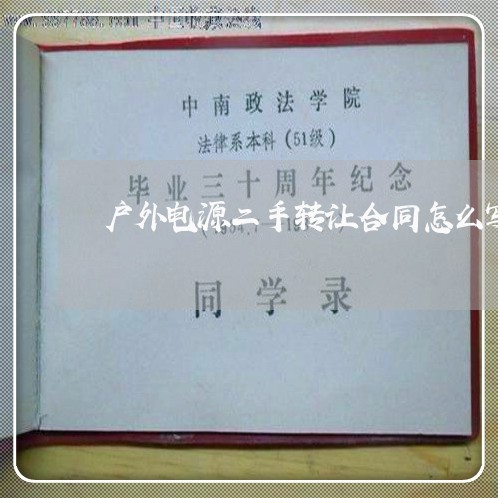 中南政法学院
法律系本科(51级)
毕业三十周年纪念
户外电源二手转让合同怎么写
(1954.7
同学录